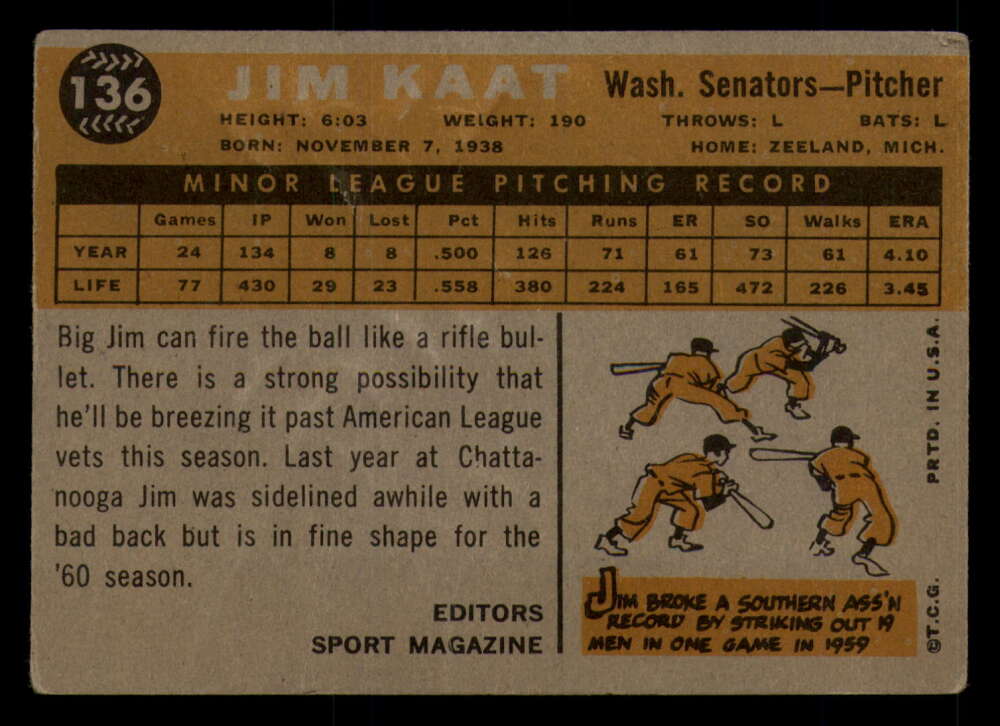 136
JIM KAAT Wash. Senators—Pitcher
HEIGHT: 6:03 WEIGHT: 190 THROWS: L BATS: L
BORN: NOVEMBER 7, 1938 HOME: ZEELAND, MICH.
MINOR LEAGUE PITCHING RECORD
Games IP Won Lost Pct Hits Runs ER SO Walks ERA
YEAR 24 134 8 8 .500 126 71 61 73 61 4.10
LIFE 77 430 29 23 .558 380 224 165 472 226 3.45
Big Jim can fire the ball like a rifle bul-
let. There is a strong possibility that
he'll be breezing it past American League
vets this season. Last year at Chatta-
nooga Jim was sidelined awhile with a
bad back but is in fine shape for the
'60 season.
EDITORS
SPORT MAGAZINE
JIM BROKE A SOUTHERN ASS'N
RECORD BY STRIKING OUT 19
MEN IN ONE GAME IN 1959
©T.C.G. PRTD. IN U.S.A.